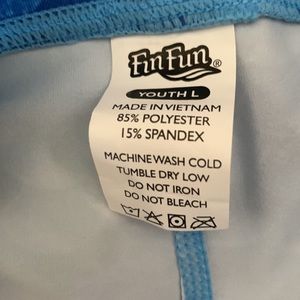 FinFun®
YOUTH L
MADE IN VIETNAM
85% POLYESTER
15% SPANDEX
MACHINE WASH COLD
TUMBLE DRY LOW
DO NOT IRON
DO NOT BLEACH